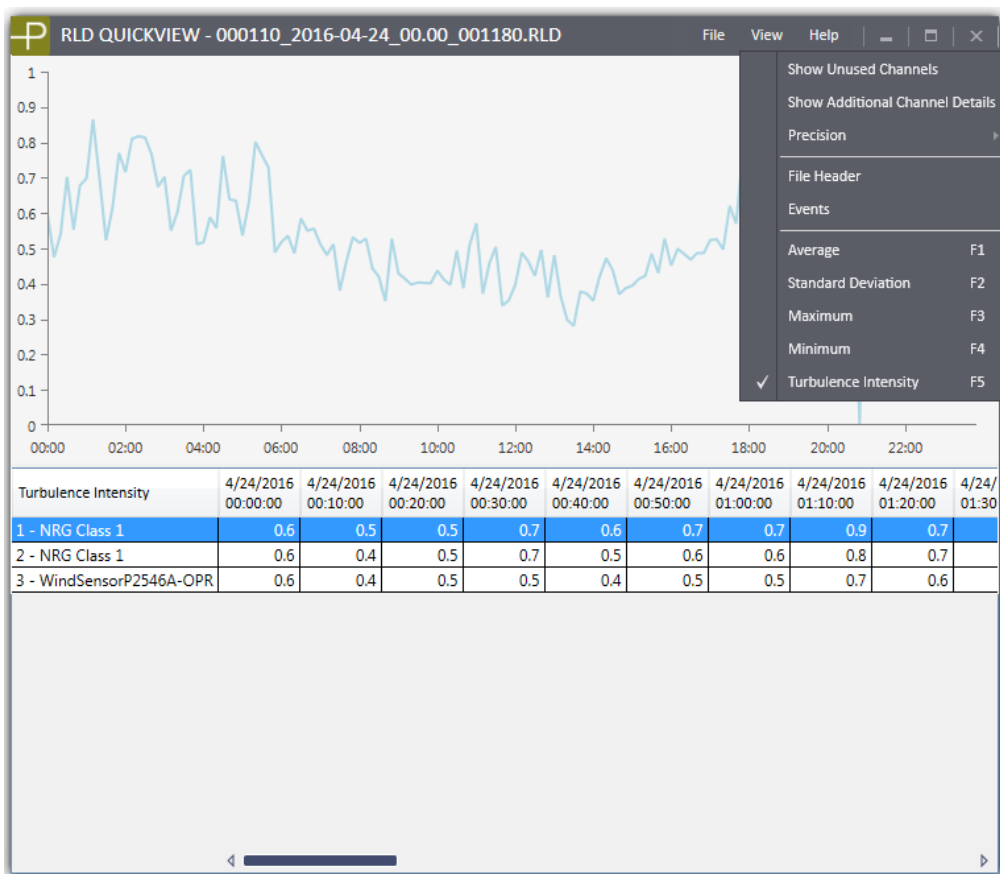 RLD QUICKVIEW - 000110_2016-04-24_00.00_001180.RLD File View Help
Show Unused Channels
Show Additional Channel Details
Precision
File Header
Events
Average F1
Standard Deviation F2
Maximum F3
Minimum F4
✓ Turbulence Intensity F5
1
0.9
0.8
0.7
0.6
0.5
0.4
0.3
0.2
0.1
0
00:00 02:00 04:00 06:00 08:00 10:00 12:00 14:00 16:00 18:00 20:00 22:00
Turbulence Intensity 4/24/2016 4/24/2016 4/24/2016 4/24/2016 4/24/2016 4/24/2016 4/24/2016 4/24/2016 4/24/2016 4/24/
00:00:00 00:10:00 00:20:00 00:30:00 00:40:00 00:50:00 01:00:00 01:10:00 01:20:00 01:30
1 - NRG Class 1 0.6 0.5 0.5 0.7 0.6 0.7 0.7 0.9 0.7
2 - NRG Class 1 0.6 0.4 0.5 0.7 0.5 0.6 0.6 0.8 0.7
3 - WindSensorP2546A-OPR 0.6 0.4 0.5 0.5 0.4 0.5 0.5 0.7 0.6